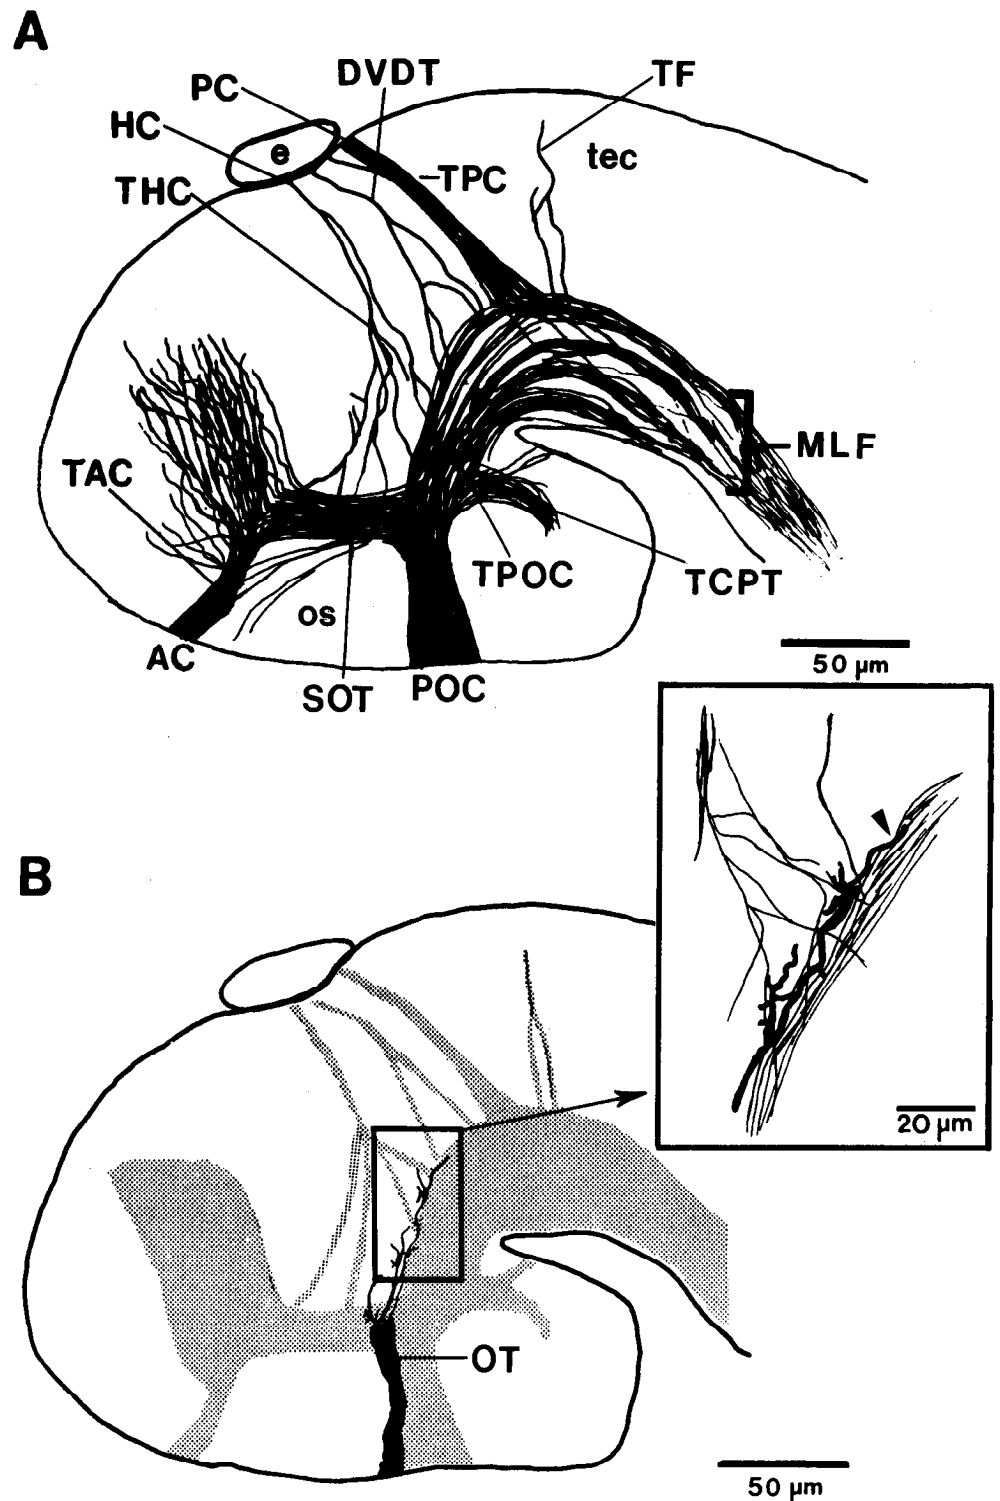 A
DVDT
TF
PC
HC
e
tec
THC
TPC
MLF
TAC
TPOC
TCPT
os
AC
50 µm
SOT
POC
B
20 µm
OT
50 µm